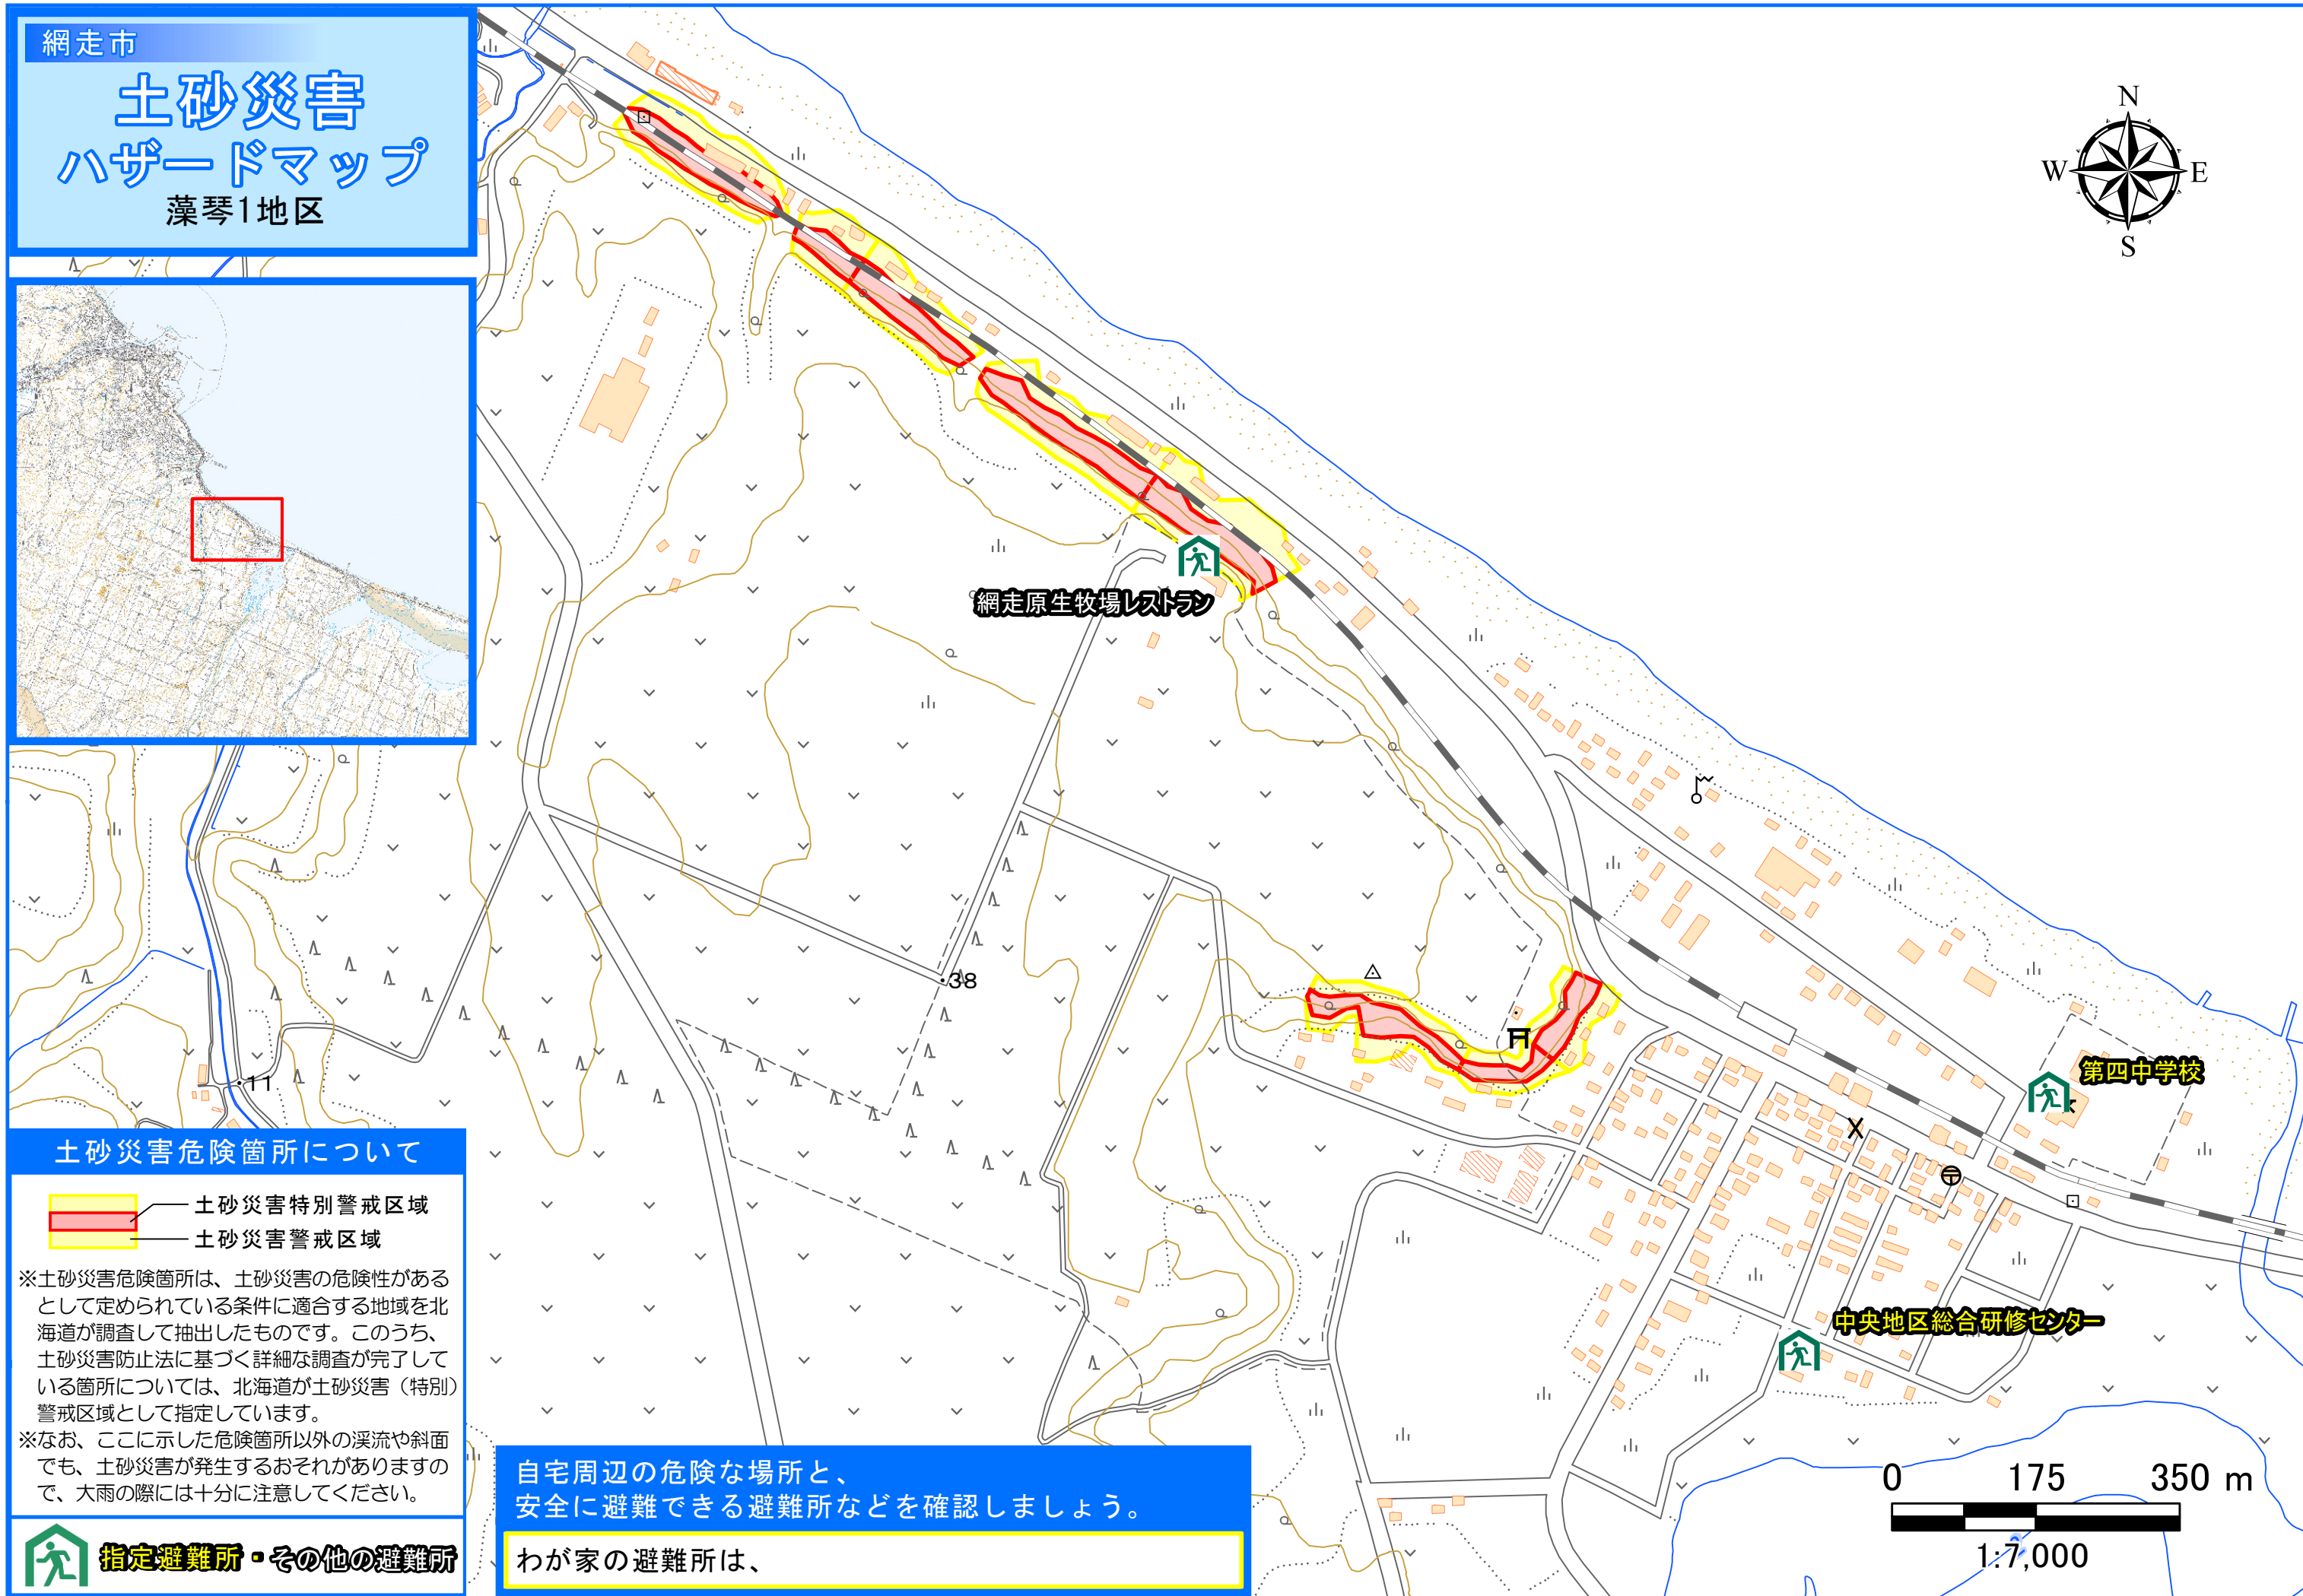 網走市
土砂災害
ハザードマップ
藻琴1地区
N
W
E
S
網走原生牧場レストラン
38
11
第四中学校
中央地区総合研修センター
土砂災害危険箇所について
土砂災害特別警戒区域
土砂災害警戒区域
※土砂災害危険箇所は、土砂災害の危険性がある
として定められている条件に適合する地域を北
海道が調査して抽出したものです。このうち、
土砂災害防止法に基づく詳細な調査が完了して
いる箇所については、北海道が土砂災害（特別）
警戒区域として指定しています。
※なお、ここに示した危険箇所以外の渓流や斜面
でも、土砂災害が発生するおそれがありますの
で、大雨の際には十分に注意してください。
指定避難所・その他の避難所
自宅周辺の危険な場所と、
安全に避難できる避難所などを確認しましょう。
わが家の避難所は、
0 175 350 m
1:7,000